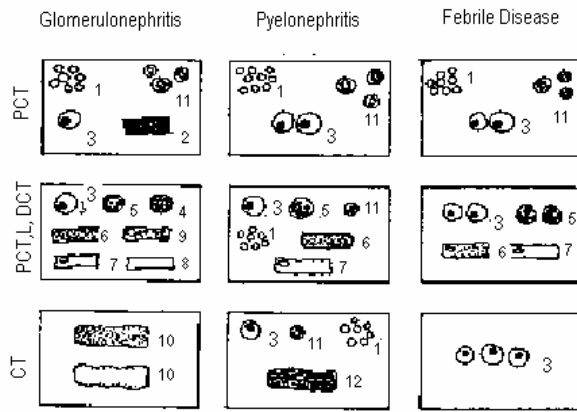 Glomerulonephritis Pyelonephritis Febrile Disease
PCT
1 11 3 2
1 11 3
1 11 3
PCT,L, DCT
3 5 4
6 9
7 8
3 5 11
1 6
7
3 5
6 7
CT
10
10
3 11 1
12
3